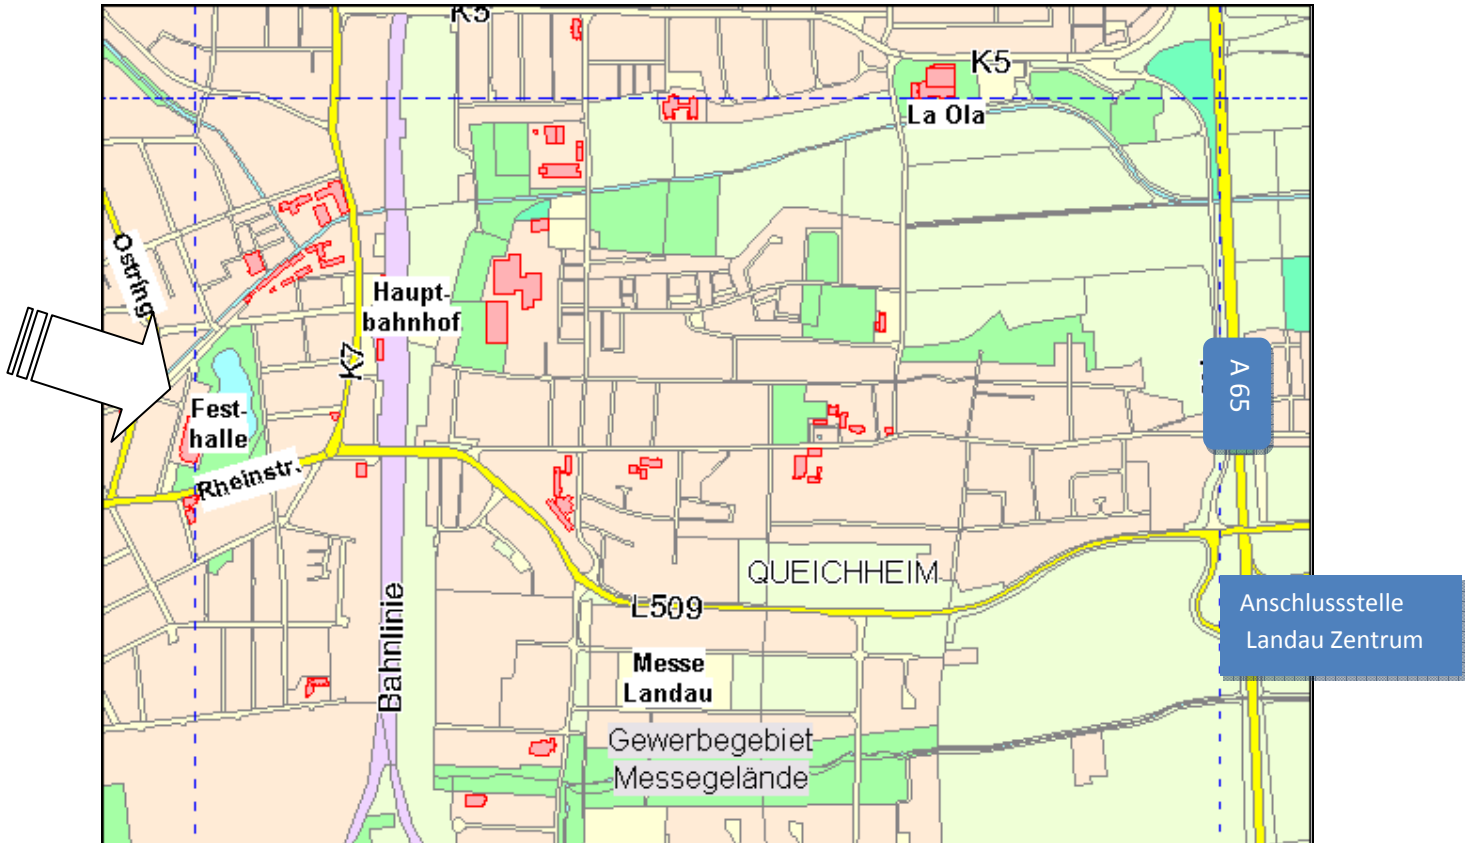 K5
K5
La Ola
Ostring
Haupt-
bahnhof
K7
A 65
Fest-
halle
Rheinstr.
QUEICHHEIM
Anschlussstelle
Landau Zentrum
L509
Bahnlinie
Messe
Landau
Gewerbegebiet
Messegelände